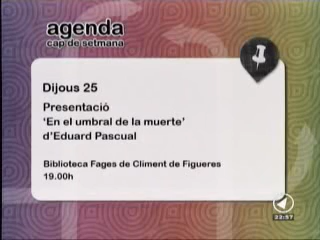 agenda
cap de setmana
Dijous 25
Presentació
'En el umbral de la muerte'
d'Eduard Pascual
Biblioteca Fages de Climent de Figueres
19.00h
22:57